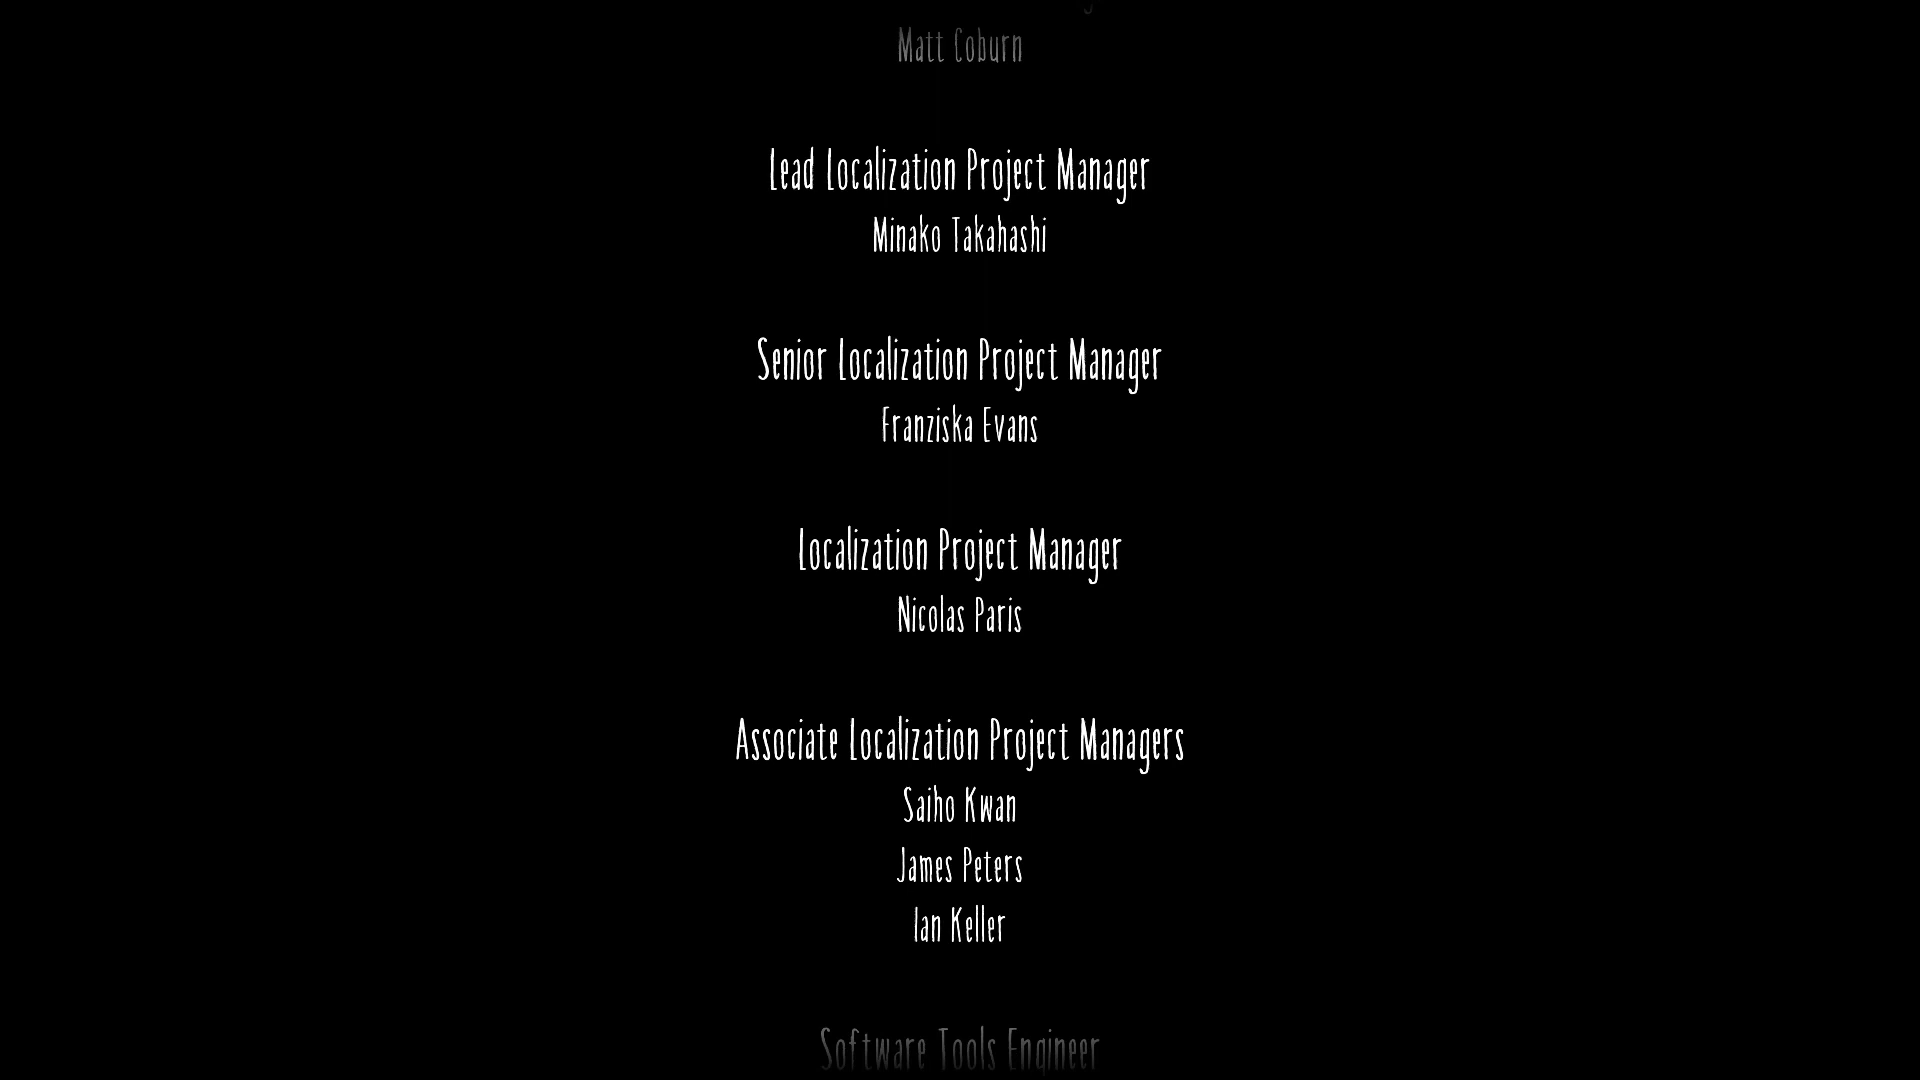 Matt Coburn
Lead Localization Project Manager
Minako Takahashi
Senior Localization Project Manager
Franziska Evans
Localization Project Manager
Nicolas Paris
Associate Localization Project Managers
Saiho Kwan
James Peters
Ian Keller
Software Tools Engineer